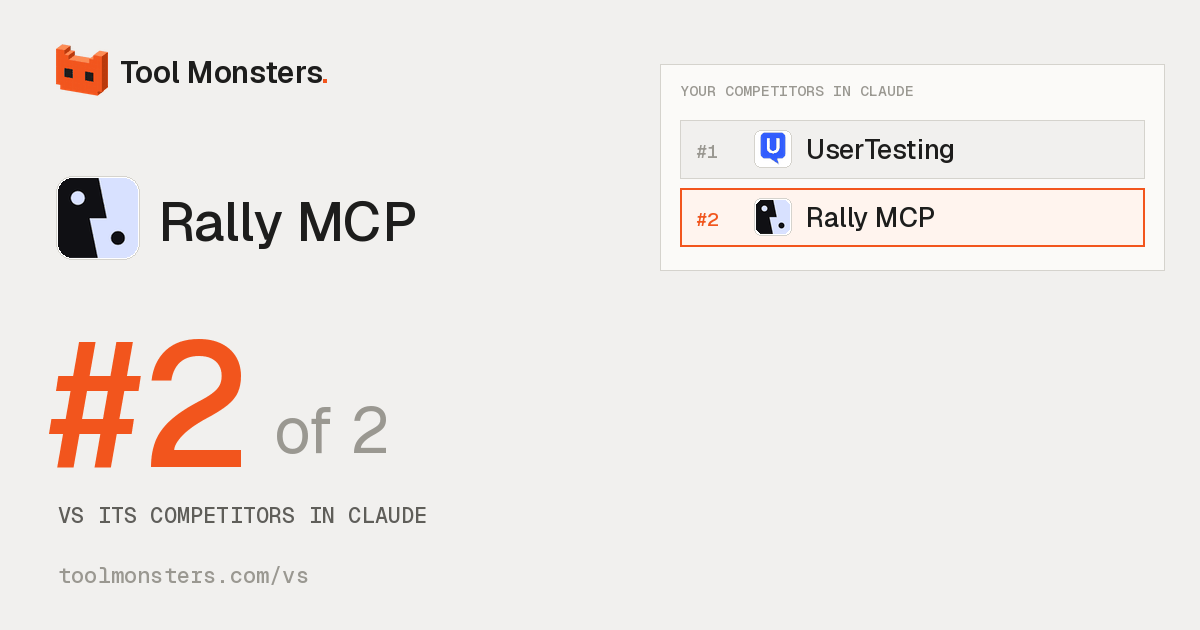 Tool Monsters.
Rally MCP
#2 of 2
VS ITS COMPETITORS IN CLAUDE
toolmonsters.com/vs
YOUR COMPETITORS IN CLAUDE
#1 U UserTesting
#2 Rally MCP